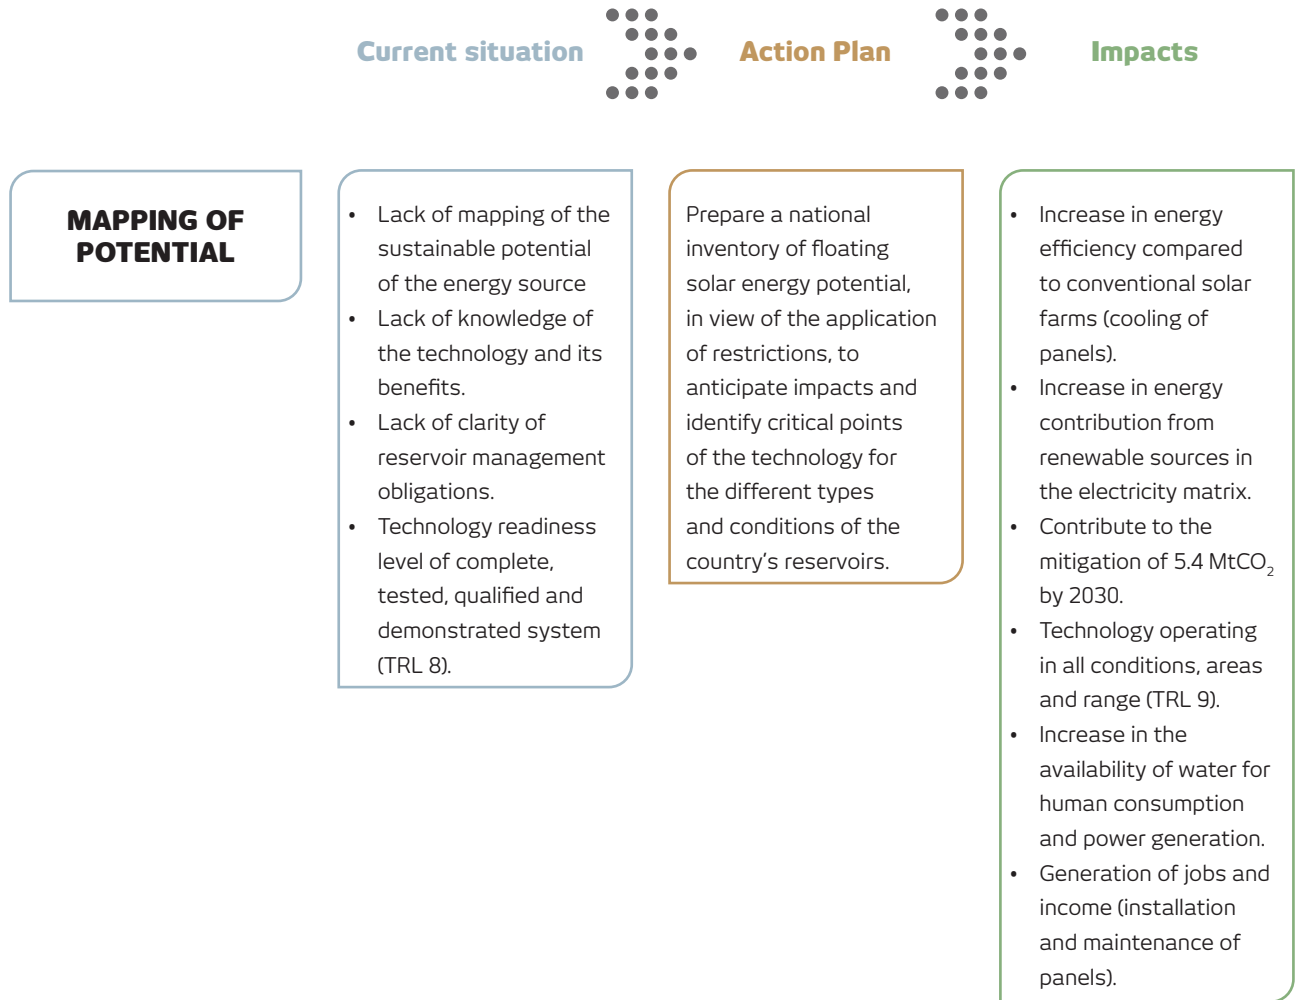 Current situation
Action Plan
Impacts
MAPPING OF
POTENTIAL
• Lack of mapping of the
sustainable potential
of the energy source
• Lack of knowledge of
the technology and its
benefits.
• Lack of clarity of
reservoir management
obligations.
• Technology readiness
level of complete,
tested, qualified and
demonstrated system
(TRL 8).
Prepare a national
inventory of floating
solar energy potential,
in view of the application
of restrictions, to
anticipate impacts and
identify critical points
of the technology for
the different types
and conditions of the
country's reservoirs.
• Increase in energy
efficiency compared
to conventional solar
farms (cooling of
panels).
• Increase in energy
contribution from
renewable sources in
the electricity matrix.
• Contribute to the
mitigation of 5.4 MtCO₂
by 2030.
• Technology operating
in all conditions, areas
and range (TRL 9).
• Increase in the
availability of water for
human consumption
and power generation.
• Generation of jobs and
income (installation
and maintenance of
panels).